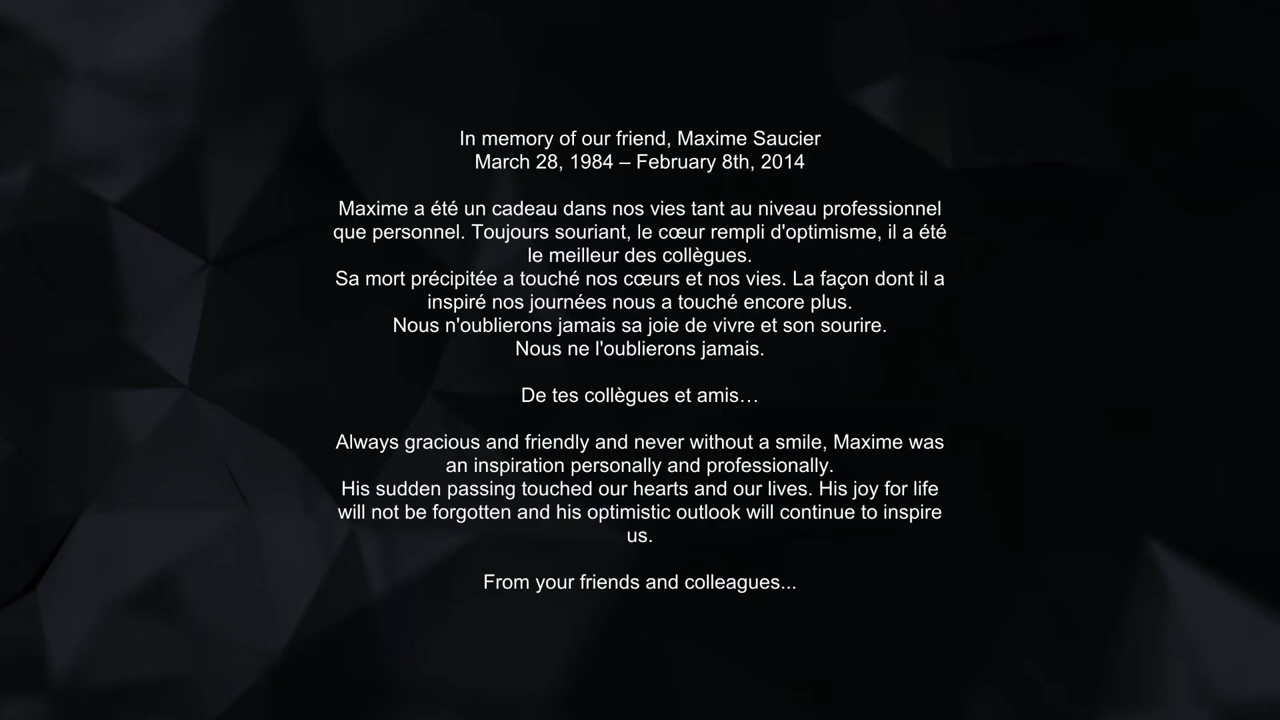 In memory of our friend, Maxime Saucier
March 28, 1984 – February 8th, 2014
Maxime a été un cadeau dans nos vies tant au niveau professionnel
que personnel. Toujours souriant, le cœur rempli d'optimisme, il a été
le meilleur des collègues.
Sa mort précipitée a touché nos cœurs et nos vies. La façon dont il a
inspiré nos journées nous a touché encore plus.
Nous n'oublierons jamais sa joie de vivre et son sourire.
Nous ne l'oublierons jamais.
De tes collègues et amis…
Always gracious and friendly and never without a smile, Maxime was
an inspiration personally and professionally.
His sudden passing touched our hearts and our lives. His joy for life
will not be forgotten and his optimistic outlook will continue to inspire
us.
From your friends and colleagues...